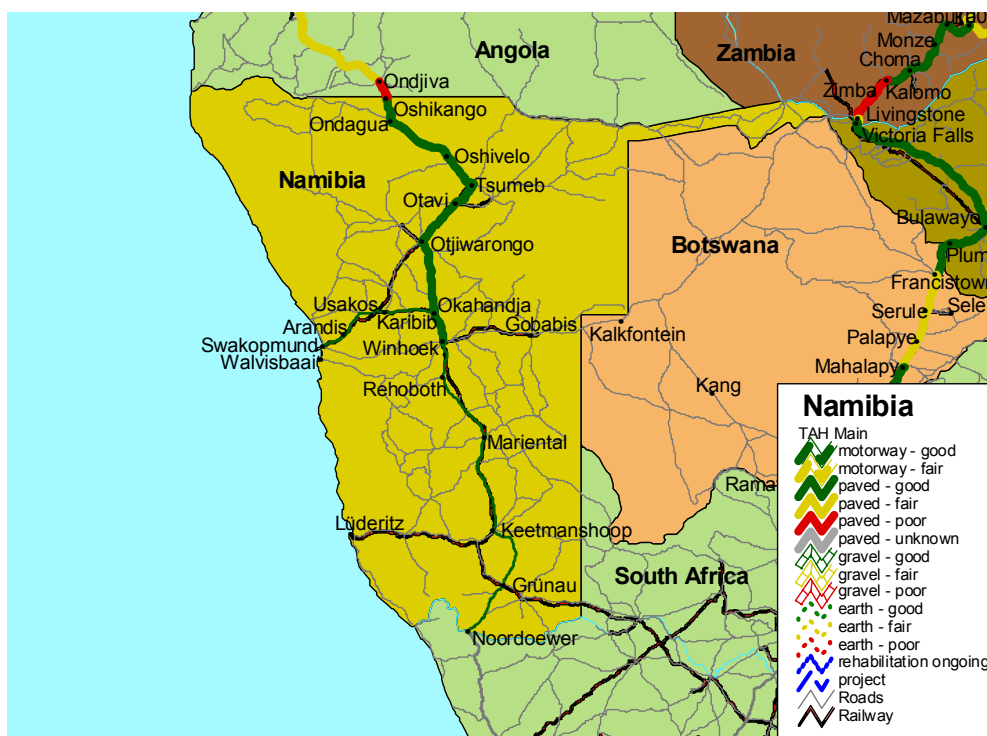 Mazabuka
Angola
Zambia
Monze
Choma
Ondjiva
Zimba
Kalomo
Oshikango
Livingstone
Ondagua
Victoria Falls
Oshivelo
Namibia
Tsumeb
Otavi
Bulawayo
Otjiwarongo
Botswana
Plum
Francistown
Usakos
Okahandja
Serule
Sele
Arandis
Karibib
Gobabis
Kalkfontein
Swakopmund
Winhoek
Palapye
Walvisbaai
Mahalapy
Rehoboth
Kang
Namibia
TAH Main
Mariental
motorway - good
motorway - fair
Ramat
paved - good
paved - fair
Lüderitz
Keetmanshoop
paved - poor
paved - unknown
gravel - good
South Africa
gravel - fair
Grünau
gravel - poor
earth - good
earth - fair
Noordoewer
earth - poor
rehabilitation ongoing
project
Roads
Railway